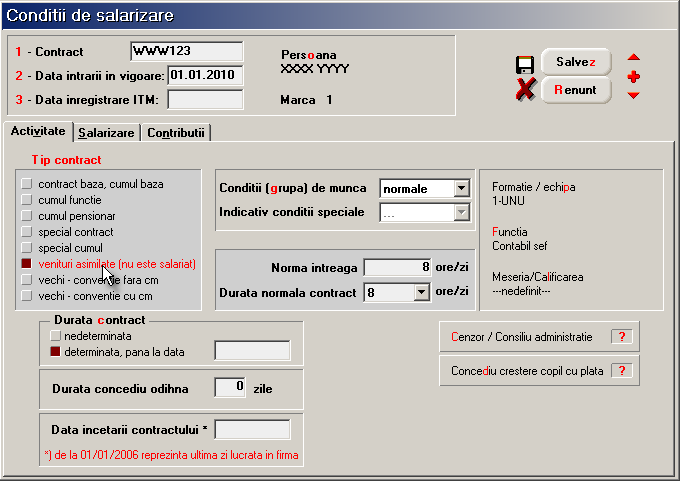 Conditii de salarizare
1 - Contract WWW123
2 - Data intrarii in vigoare: 01.01.2010
3 - Data inregistrare ITM:
Persoana
XXXX YYYY
Marca 1
Salvez
Renunt
Activitate Salarizare Contributii
Tip contract
contract baza, cumul baza
cumul functie
cumul pensionar
special contract
special cumul
venituri asimilate (nu este salariat)
vechi - conventie fara cm
vechi - conventie cu cm
Conditii (grupa) de munca normale
Indicativ conditii speciale ...
Norma intreaga 8 ore/zi
Durata normala contract 8 ore/zi
Formatie / echipa
1-UNU
Functia
Contabil sef
Meseria/Calificarea
---nedefinit---
Durata contract
nedeterminata
determinata, pana la data
Durata concediu odihna 0 zile
Data incetarii contractului *
*) de la 01/01/2006 reprezinta ultima zi lucrata in firma
Cenzor / Consiliu administratie ?
Concediu crestere copil cu plata ?